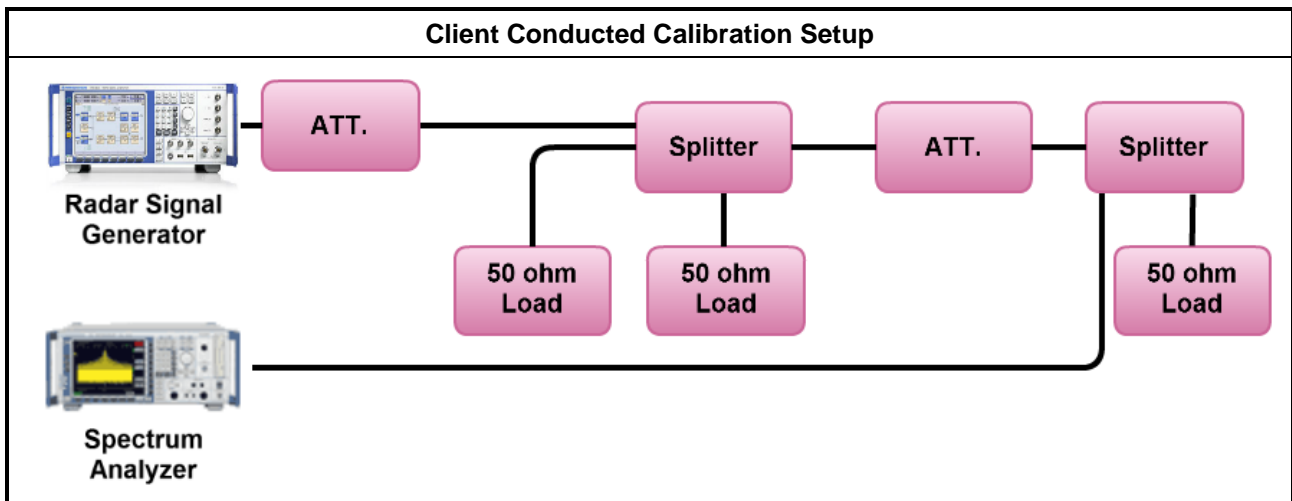 Client Conducted Calibration Setup
ATT.
Splitter
ATT.
Splitter
Radar Signal
Generator
50 ohm
Load
50 ohm
Load
50 ohm
Load
Spectrum
Analyzer